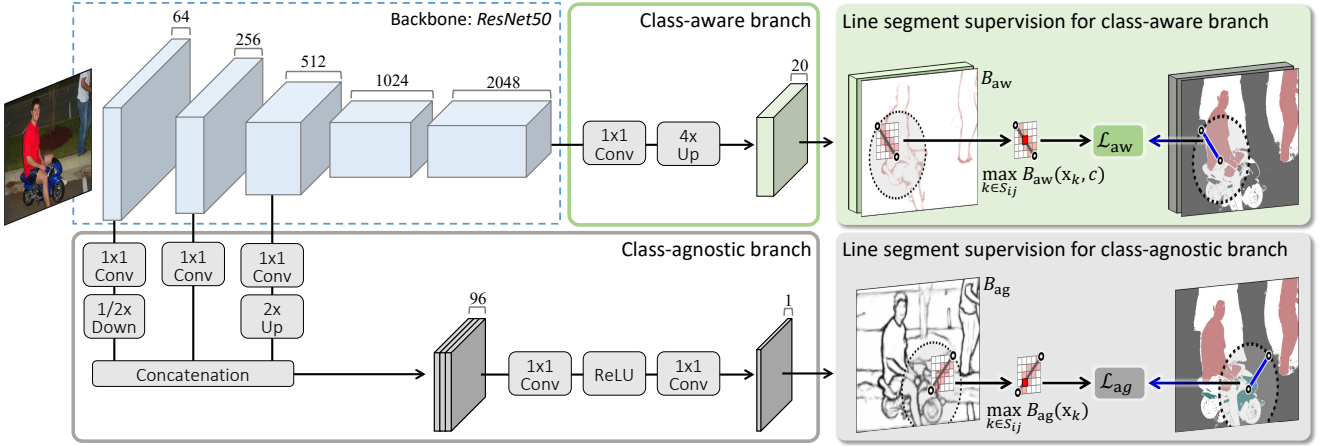 Backbone: ResNet50
64
256
512
1024
2048
Class-aware branch
1x1
Conv
4x
Up
20
Line segment supervision for class-aware branch
B_aw
max B_aw(x_k, c)
k∈S_ij
ℒ_aw
Class-agnostic branch
1x1
Conv
1x1
Conv
1x1
Conv
1/2x
Down
2x
Up
Concatenation
96
1x1
Conv
ReLU
1x1
Conv
1
Line segment supervision for class-agnostic branch
B_ag
max B_ag(x_k)
k∈S_ij
ℒ_ag